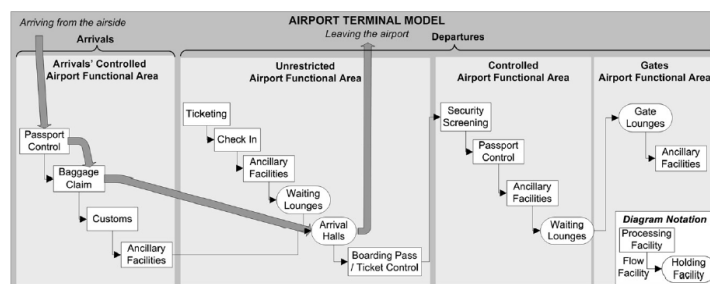 AIRPORT TERMINAL MODEL
Arriving from the airside
Leaving the airport
Arrivals
Departures
Arrivals' Controlled
Airport Functional Area
Unrestricted
Airport Functional Area
Controlled
Airport Functional Area
Gates
Airport Functional Area
Passport
Control
Baggage
Claim
Customs
Ancillary
Facilities
Ticketing
Check In
Ancillary
Facilities
Waiting
Lounges
Arrival
Halls
Boarding Pass
/ Ticket Control
Security
Screening
Passport
Control
Ancillary
Facilities
Waiting
Lounges
Gate
Lounges
Ancillary
Facilities
Diagram Notation
Processing
Facility
Flow
Facility
Holding
Facility